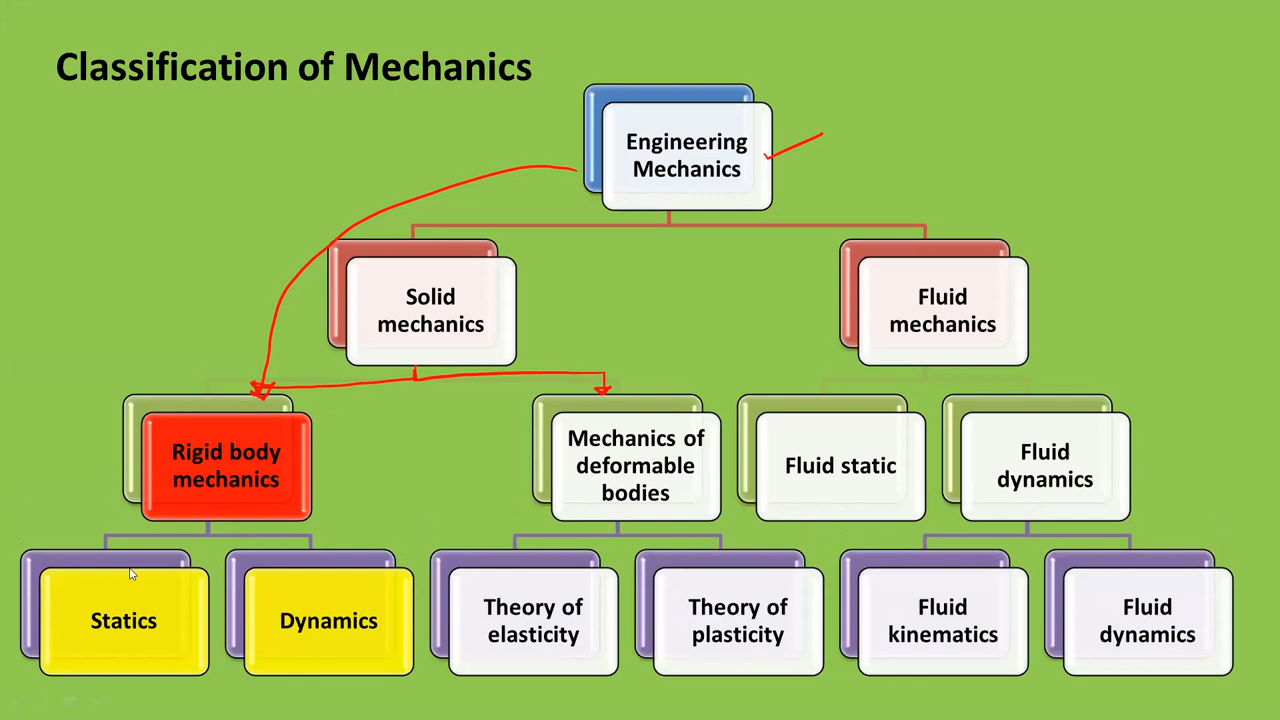 Classification of Mechanics
Engineering
Mechanics
Solid
mechanics
Fluid
mechanics
Rigid body
mechanics
Mechanics of
deformable
bodies
Fluid static
Fluid
dynamics
Statics
Dynamics
Theory of
elasticity
Theory of
plasticity
Fluid
kinematics
Fluid
dynamics